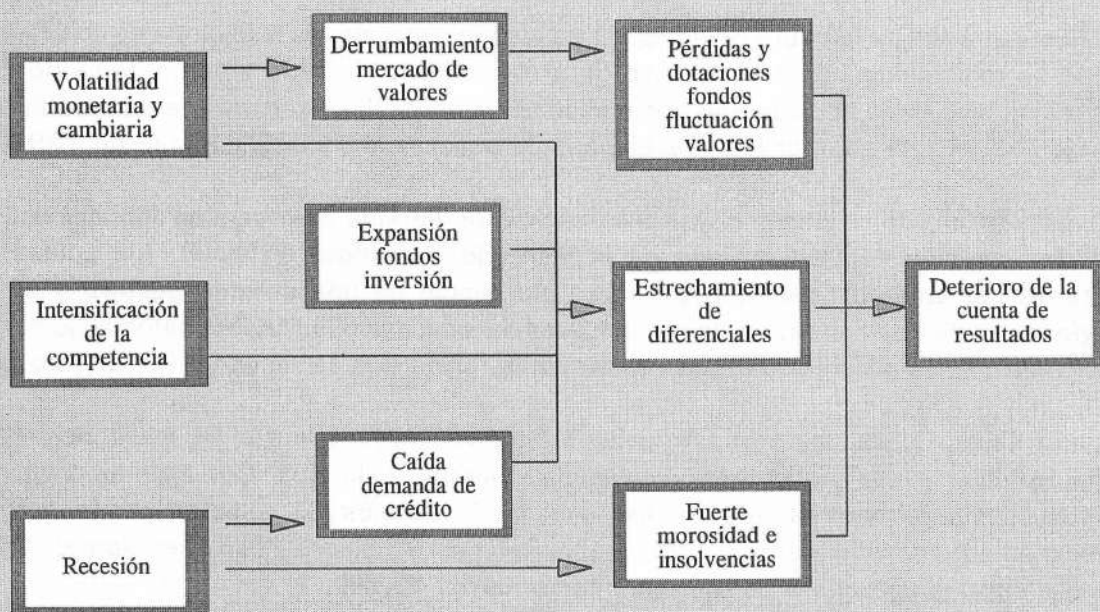 Volatilidad
monetaria y
cambiaria
Derrumbamiento
mercado de
valores
Pérdidas y
dotaciones
fondos
fluctuación
valores
Expansión
fondos
inversión
Intensificación
de la
competencia
Estrechamiento
de
diferenciales
Deterioro de la
cuenta de
resultados
Caída
demanda de
crédito
Recesión
Fuerte
morosidad e
insolvencias